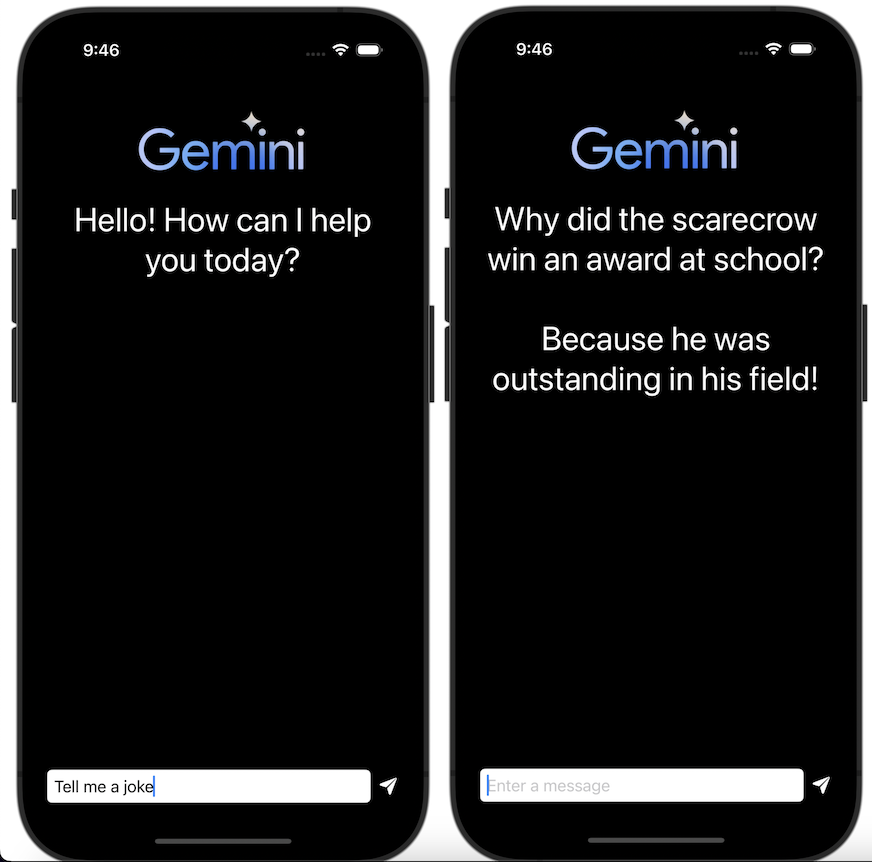 9:46
Gemini
Hello! How can I help
you today?
Tell me a joke
9:46
Gemini
Why did the scarecrow
win an award at school?
Because he was
outstanding in his field!
Enter a message